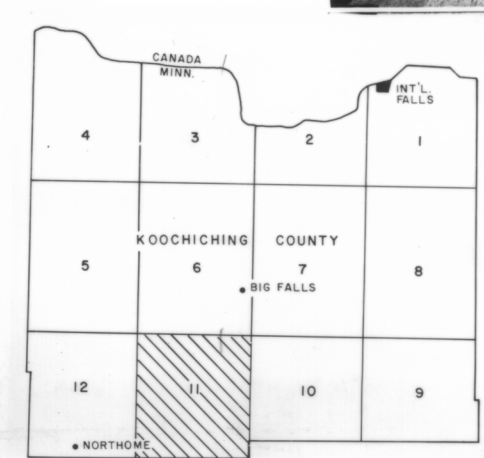 CANADA
MINN.
INT'L.
FALLS
4
3
2
1
KOOCHICHING COUNTY
5
6
7
8
BIG FALLS
12
11
10
9
NORTHOME